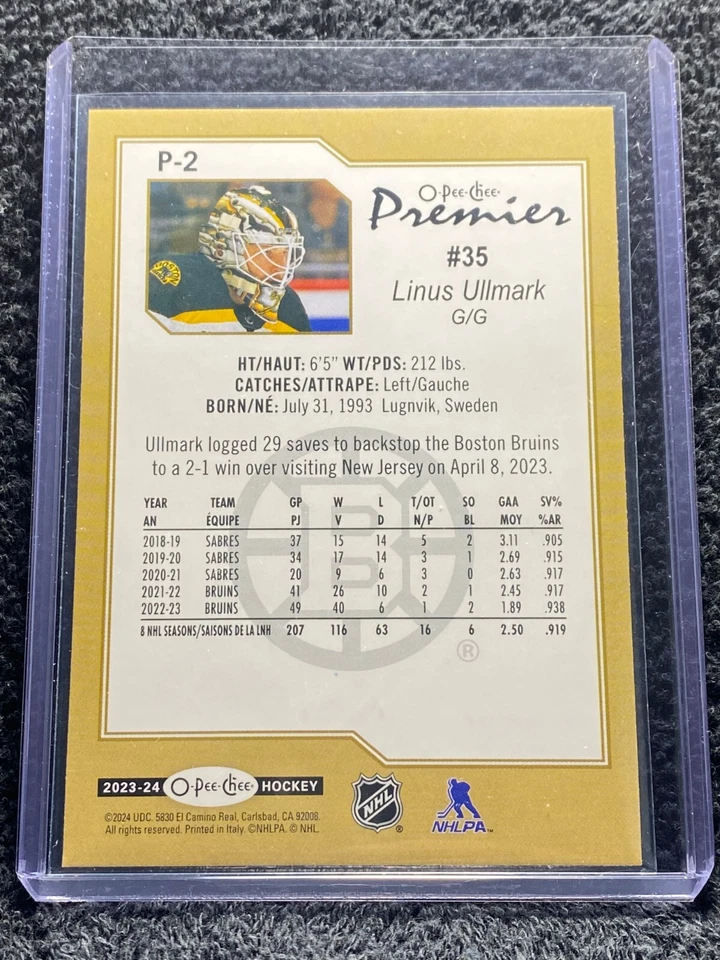 P-2
O-Pee-Chee
Premier
#35
Linus Ullmark
G/G
BOSTON
HT/HAUT: 6'5" WT/PDS: 212 lbs.
CATCHES/ATTRAPE: Left/Gauche
BORN/NÉ: July 31, 1993 Lugnvik, Sweden
Ullmark logged 29 saves to backstop the Boston Bruins
to a 2-1 win over visiting New Jersey on April 8, 2023.
YEAR TEAM GP W L T/OT SO GAA SV%
AN ÉQUIPE PJ V D N/P BL MOY %AR
2018-19 SABRES 37 15 14 5 2 3.11 .905
2019-20 SABRES 34 17 14 3 1 2.69 .915
2020-21 SABRES 20 9 6 3 0 2.63 .917
2021-22 BRUINS 41 26 10 2 1 2.45 .917
2022-23 BRUINS 49 40 6 1 2 1.89 .938
8 NHL SEASONS/SAISONS DE LA LNH 207 116 63 16 6 2.50 .919
B
®
2023-24 O-Pee-Chee HOCKEY
NHL ®
NHLPA™
©2024 UDC. 5830 El Camino Real, Carlsbad, CA 92008.
All rights reserved. Printed in Italy. ©NHLPA. © NHL.